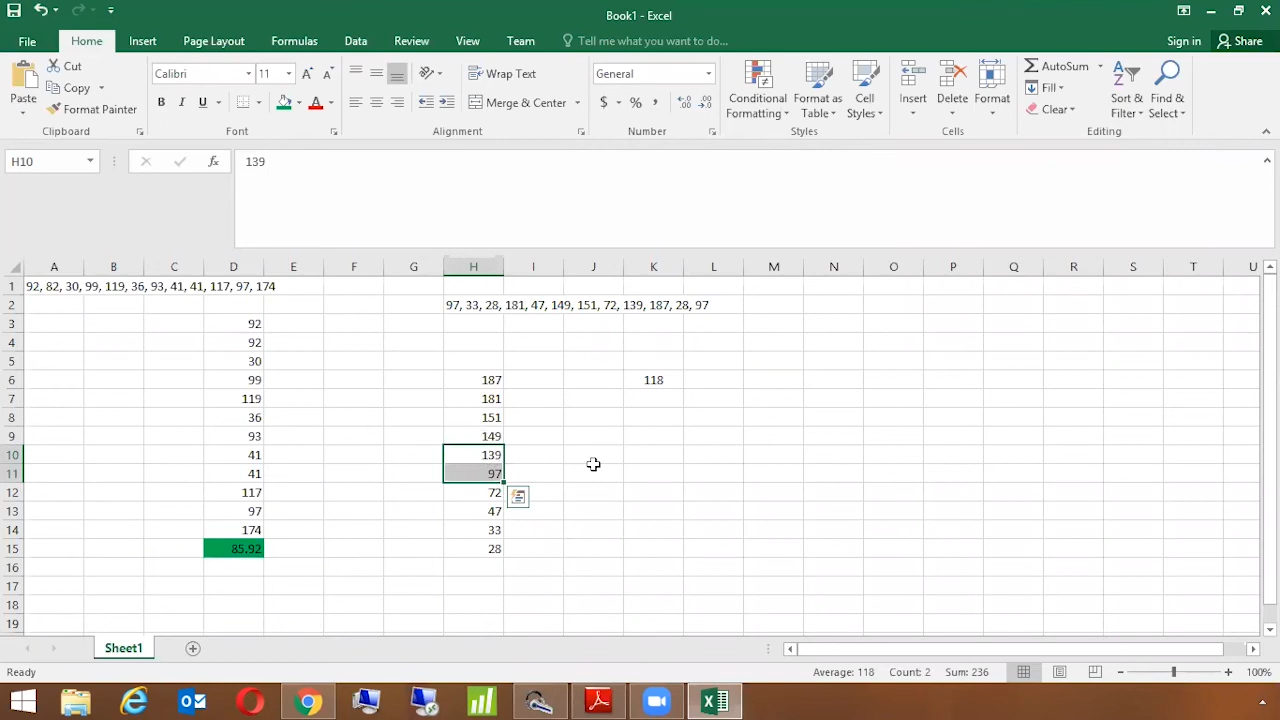 Book1 - Excel
File Home Insert Page Layout Formulas Data Review View Team Tell me what you want to do... Sign in Share
Paste Cut Copy Format Painter
Calibri 11
B I U
Wrap Text
Merge & Center
General
$ % ,
Conditional Formatting
Format as Table
Cell Styles
Insert Delete Format
AutoSum Fill Clear
Sort & Filter
Find & Select
Clipboard Font Alignment Number Styles Cells Editing
H10 fx 139
A B C D E F G H I J K L M N O P Q R S T U
1 92, 82, 30, 99, 119, 36, 93, 41, 41, 117, 97, 174
2 97, 33, 28, 181, 47, 149, 151, 72, 139, 187, 28, 97
3 92
4 92
5 30
6 99 187 118
7 119 181
8 36 151
9 93 149
10 41 139
11 41 97
12 117 72
13 97 47
14 174 33
15 85.92 28
16
17
18
19
Sheet1
Ready Average: 118 Count: 2 Sum: 236 100%